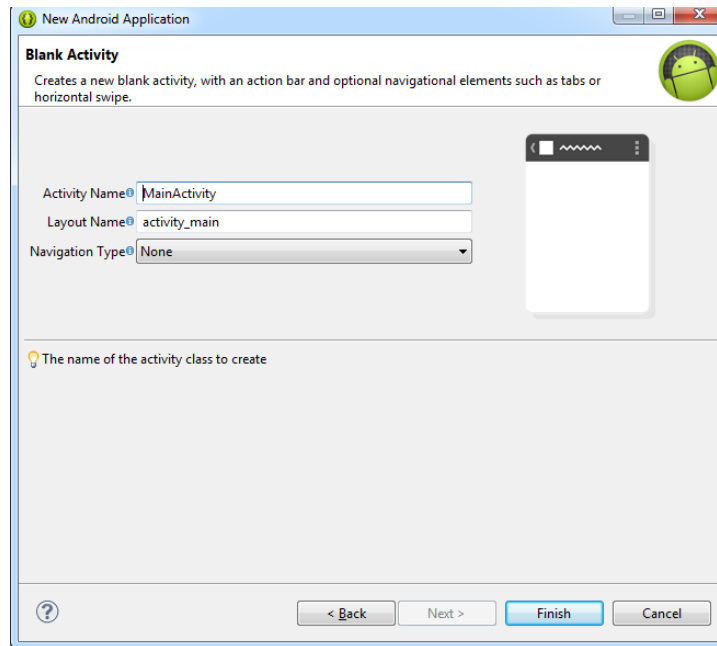 New Android Application
Blank Activity
Creates a new blank activity, with an action bar and optional navigational elements such as tabs or
horizontal swipe.
Activity Name MainActivity
Layout Name activity_main
Navigation Type None
The name of the activity class to create
< Back Next > Finish Cancel